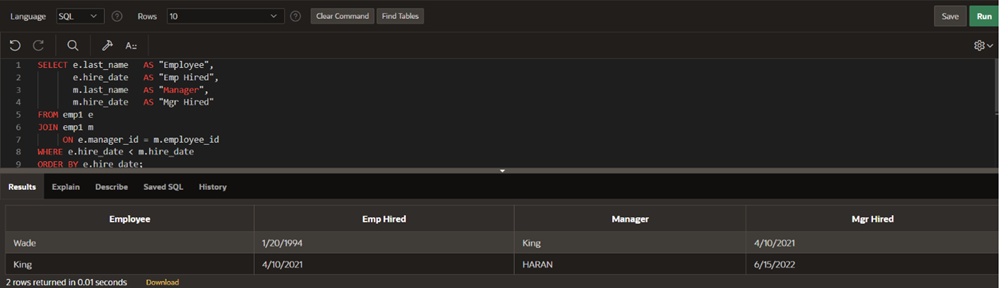 Language SQL Rows 10 Clear Command Find Tables Save Run
A::
1 SELECT e.last_name AS "Employee",
2 e.hire_date AS "Emp Hired",
3 m.last_name AS "Manager",
4 m.hire_date AS "Mgr Hired"
5 FROM emp1 e
6 JOIN emp1 m
7 ON e.manager_id = m.employee_id
8 WHERE e.hire_date < m.hire_date
9 ORDER BY e.hire_date;
Results Explain Describe Saved SQL History
Employee Emp Hired Manager Mgr Hired
Wade 1/20/1994 King 4/10/2021
King 4/10/2021 HARAN 6/15/2022
2 rows returned in 0.01 seconds Download